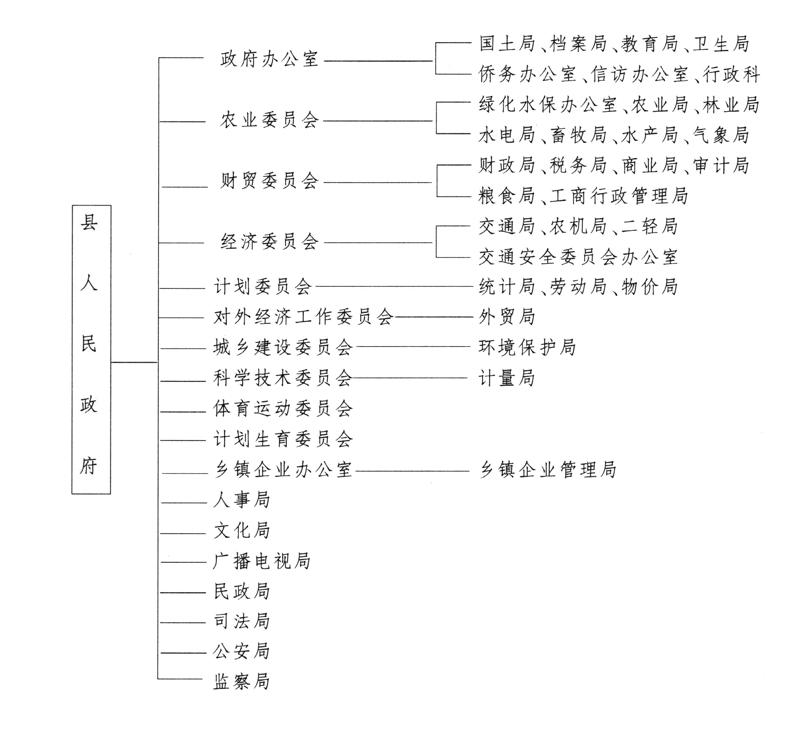 县人民政府
政府办公室
国土局、档案局、教育局、卫生局
侨务办公室、信访办公室、行政科
农业委员会
绿化水保办公室、农业局、林业局
水电局、畜牧局、水产局、气象局
财贸委员会
财政局、税务局、商业局、审计局
粮食局、工商行政管理局
经济委员会
交通局、农机局、二轻局
交通安全委员会办公室
计划委员会 统计局、劳动局、物价局
对外经济工作委员会 外贸局
城乡建设委员会 环境保护局
科学技术委员会 计量局
体育运动委员会
计划生育委员会
乡镇企业办公室 乡镇企业管理局
人事局
文化局
广播电视局
民政局
司法局
公安局
监察局